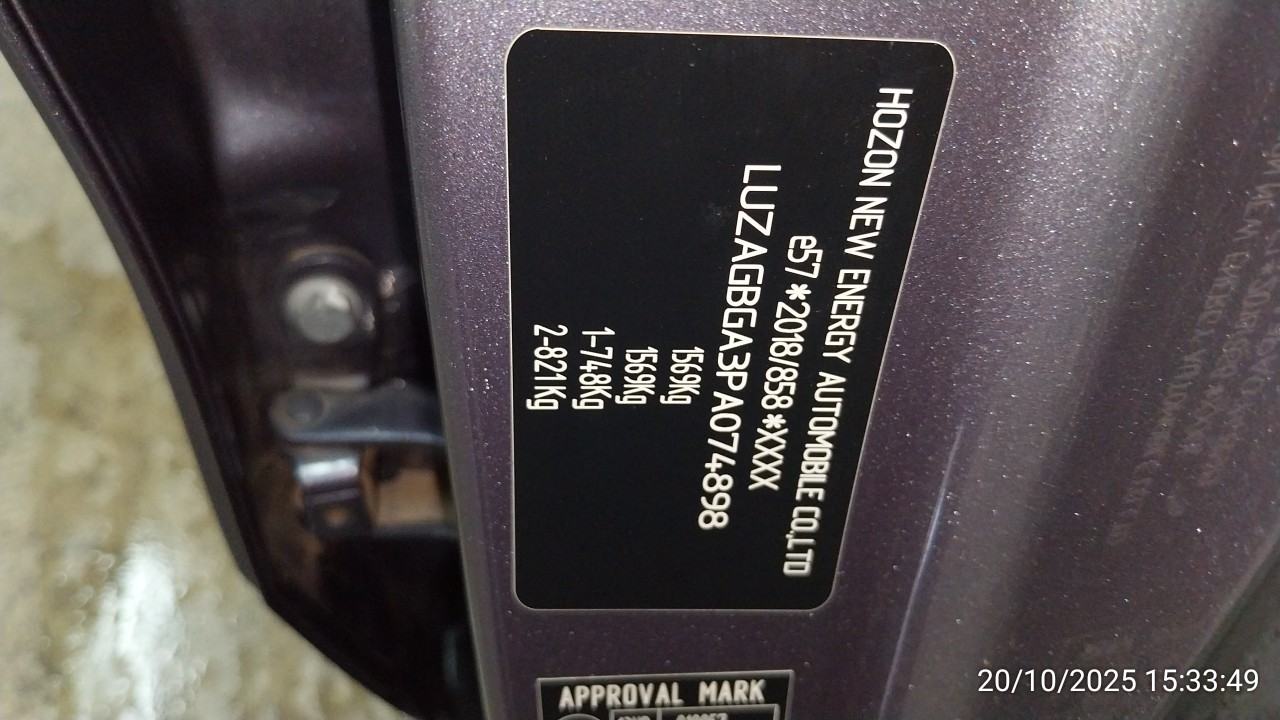 HOZON NEW ENERGY AUTOMOBILE CO.,LTD
e57*2018/858*XXXX
LUZAGBGA3PA074898
1569Kg
1569Kg
1-748Kg
2-821Kg
APPROVAL MARK
20/10/2025 15:33:49